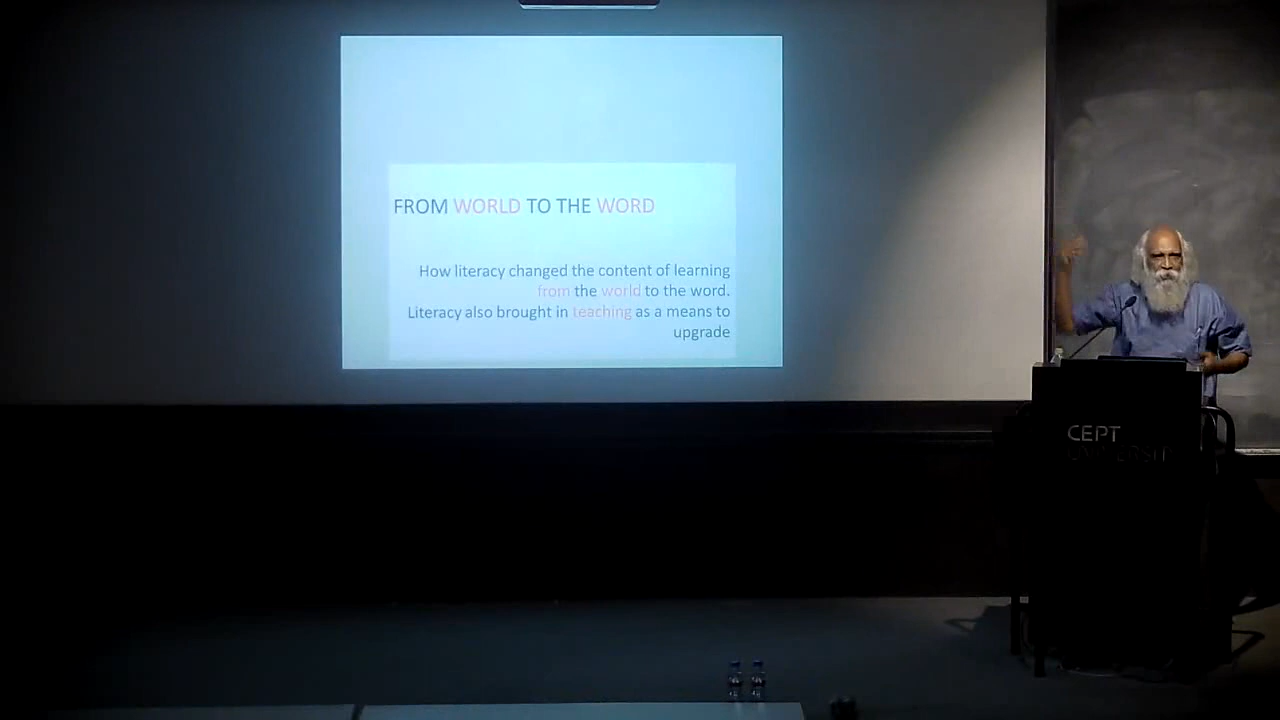 FROM WORLD TO THE WORD
How literacy changed the content of learning
from the world to the word.
Literacy also brought in teaching as a means to
upgrade
CEPT
UNIVERSITY